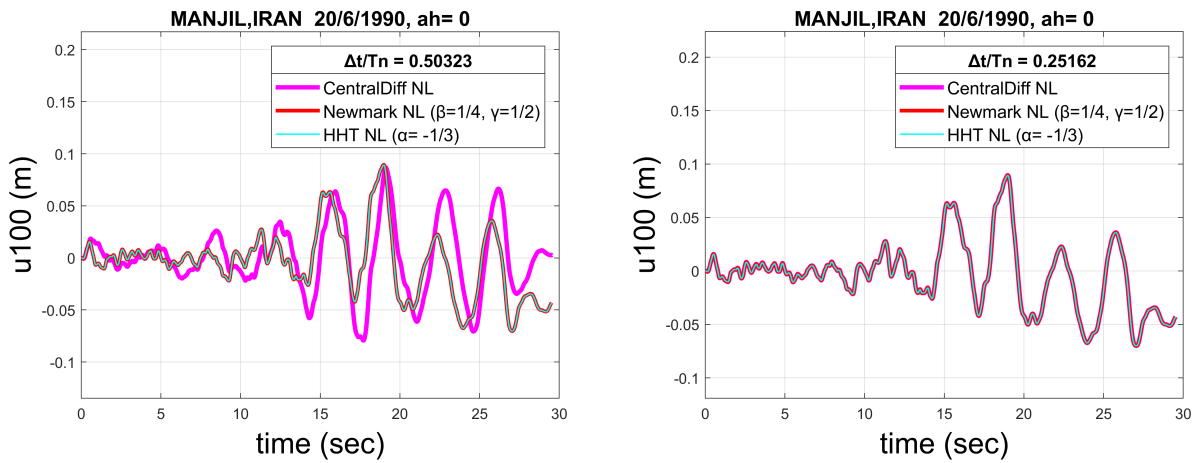 MANJIL,IRAN  20/6/1990, ah= 0
Δt/Tn = 0.50323
CentralDiff NL
Newmark NL (β=1/4, γ=1/2)
HHT NL (α= -1/3)
0.2
0.15
0.1
0.05
0
-0.05
-0.1
u100 (m)
0 5 10 15 20 25 30
time (sec)
MANJIL,IRAN  20/6/1990, ah= 0
Δt/Tn = 0.25162
CentralDiff NL
Newmark NL (β=1/4, γ=1/2)
HHT NL (α= -1/3)
0.2
0.15
0.1
0.05
0
-0.05
-0.1
u100 (m)
0 5 10 15 20 25 30
time (sec)